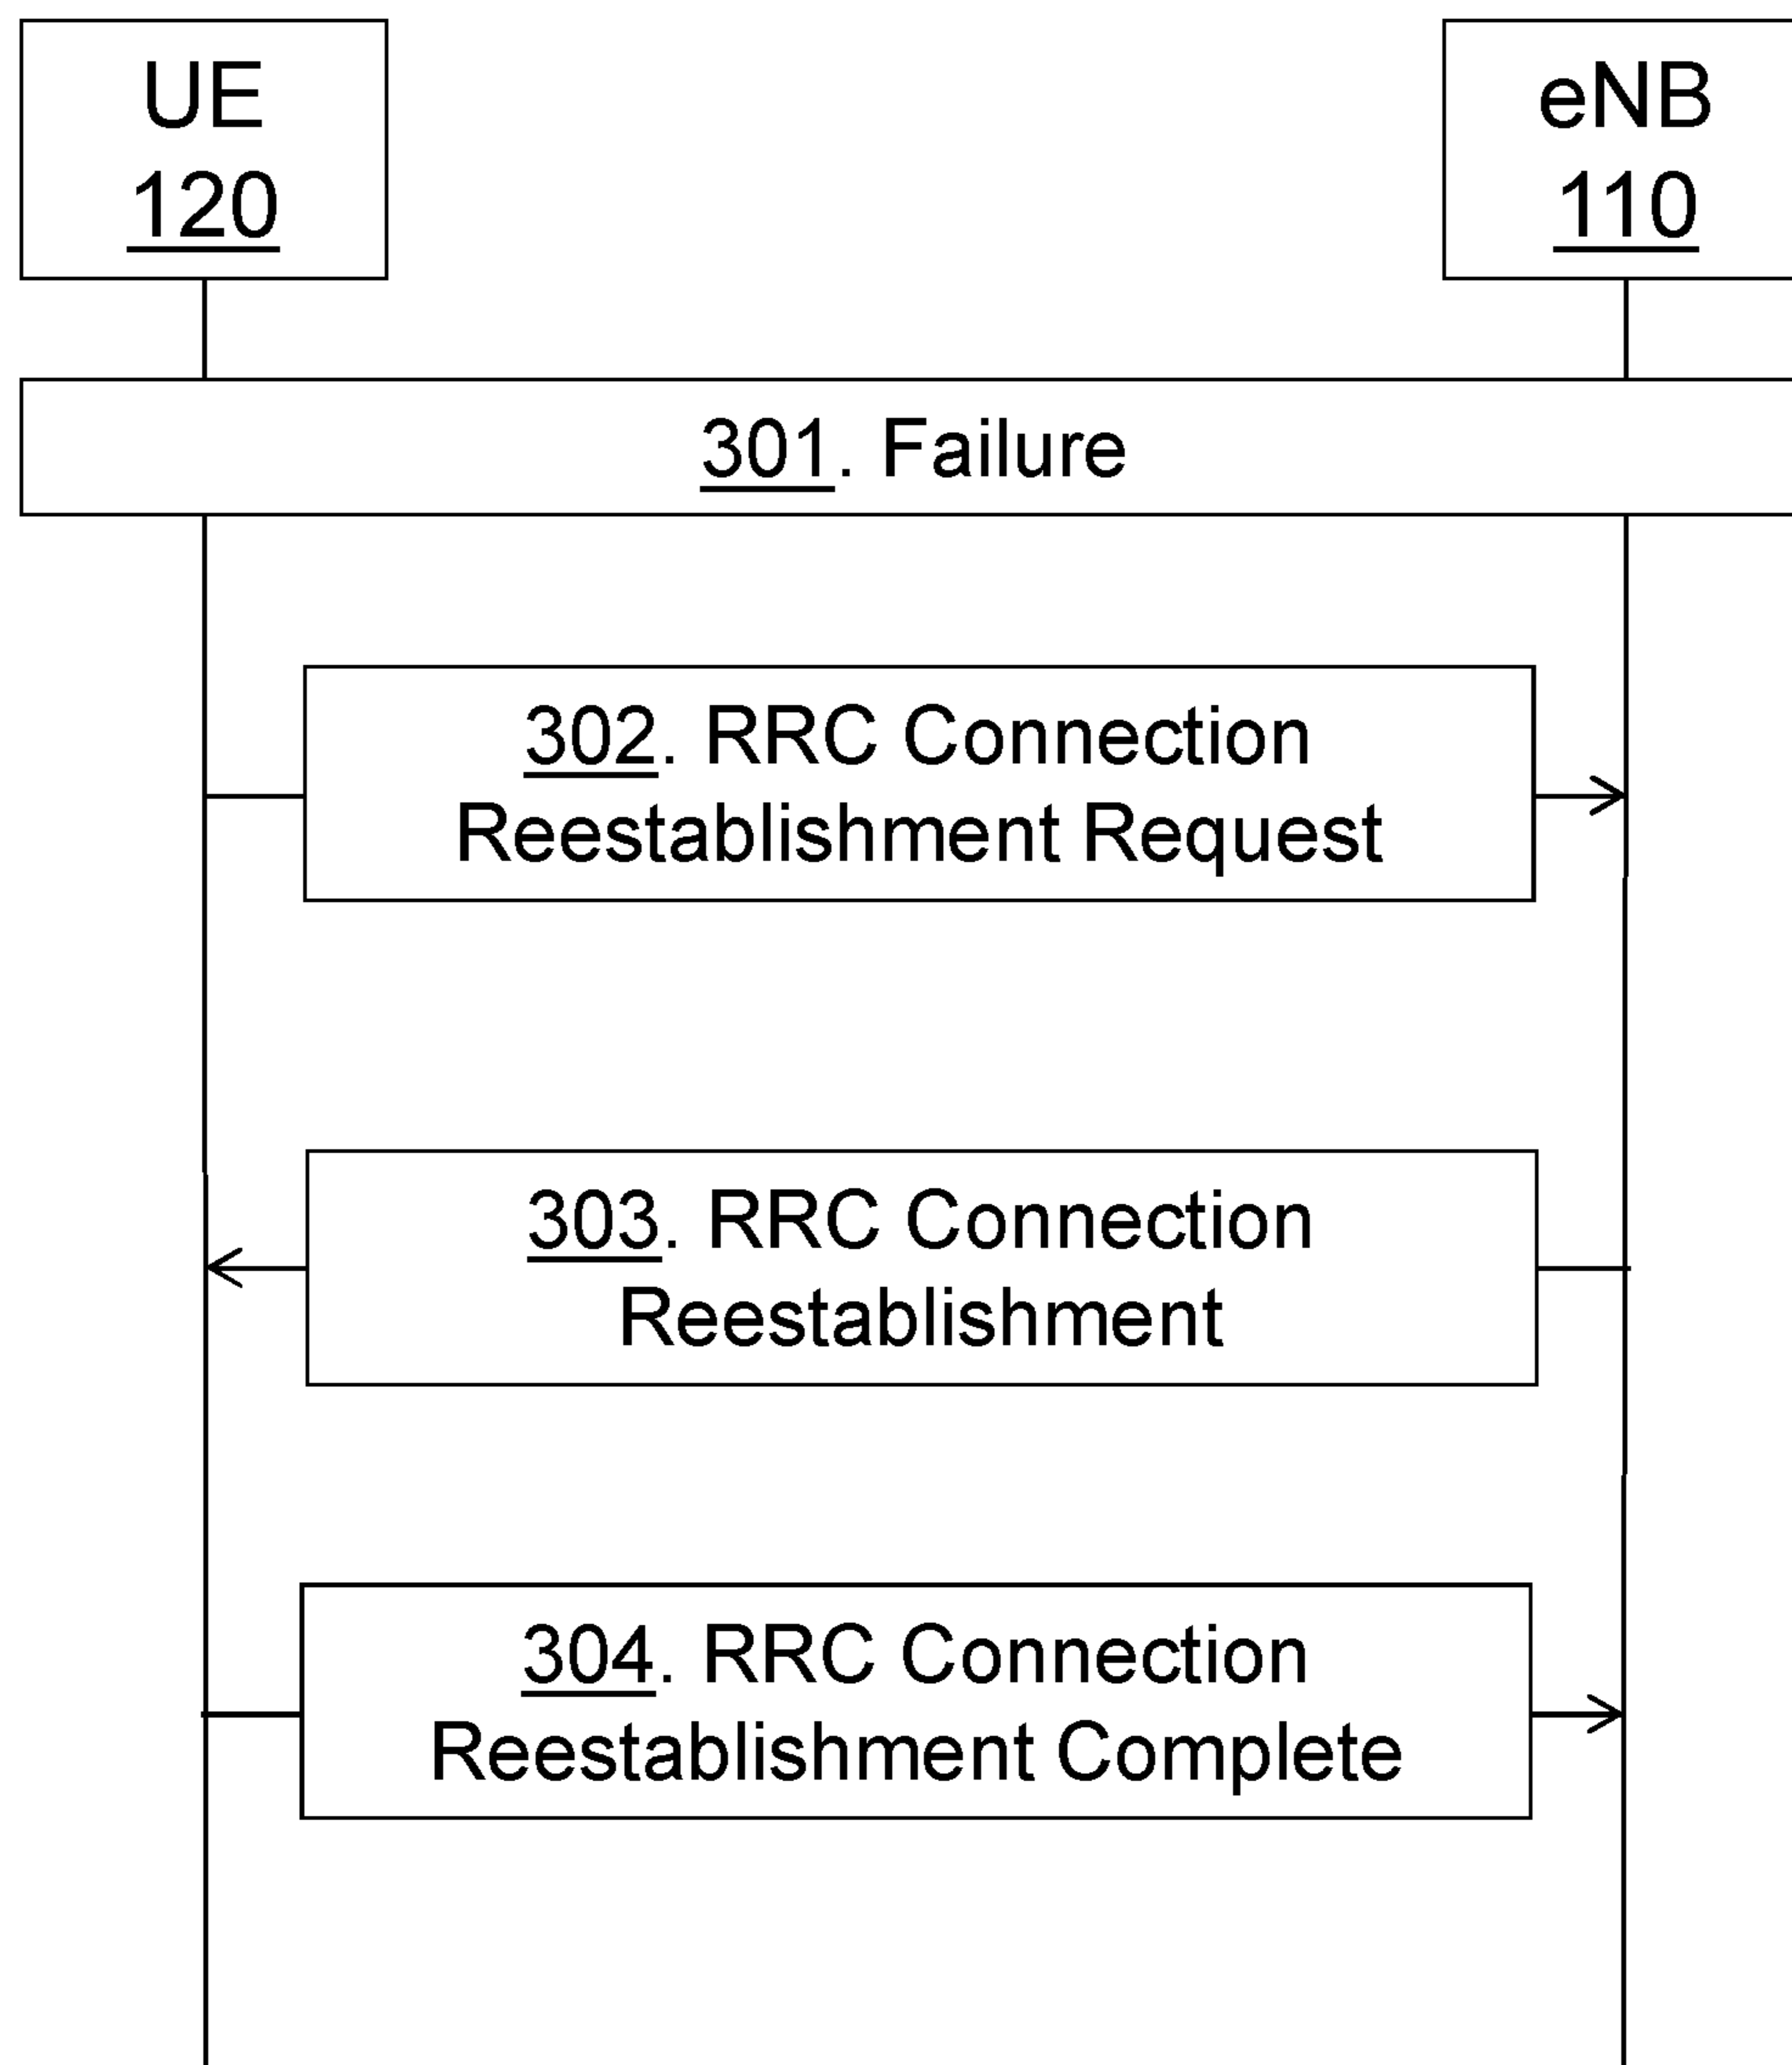 UE
120
eNB
110
301. Failure
302. RRC Connection
Reestablishment Request
303. RRC Connection
Reestablishment
304. RRC Connection
Reestablishment Complete